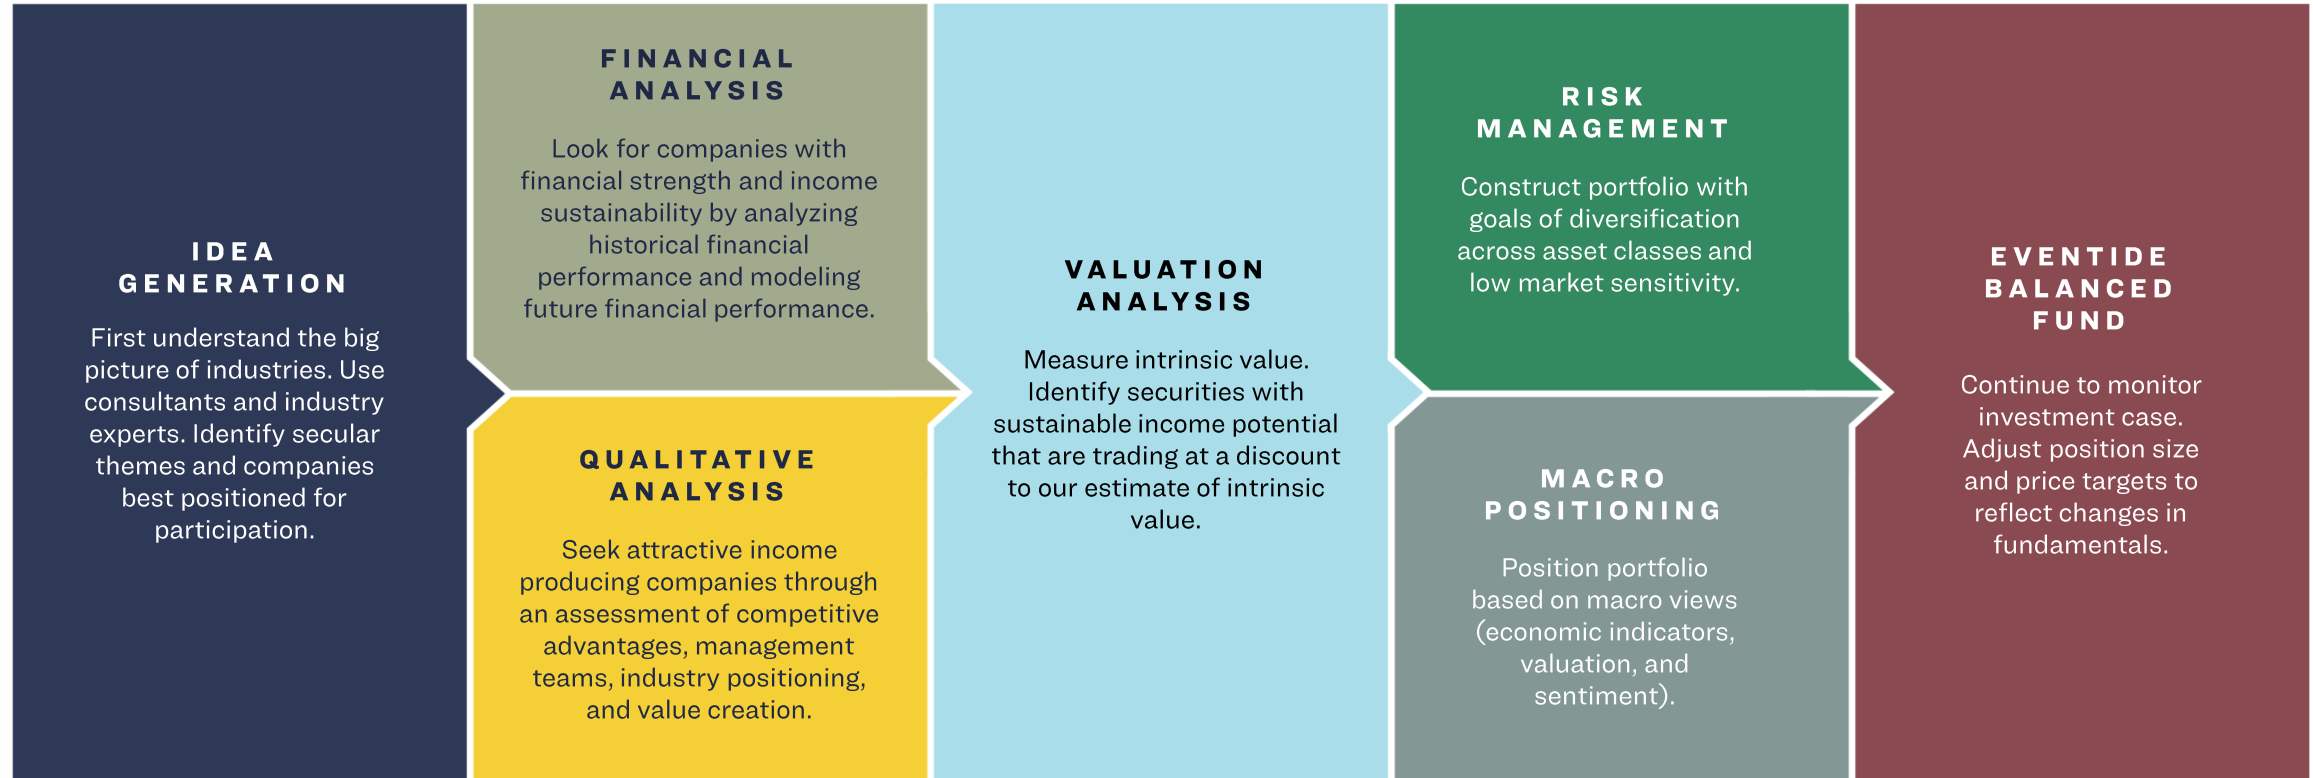 IDEA
GENERATION
First understand the big
picture of industries. Use
consultants and industry
experts. Identify secular
themes and companies
best positioned for
participation.
FINANCIAL
ANALYSIS
Look for companies with
financial strength and income
sustainability by analyzing
historical financial
performance and modeling
future financial performance.
QUALITATIVE
ANALYSIS
Seek attractive income
producing companies through
an assessment of competitive
advantages, management
teams, industry positioning,
and value creation.
VALUATION
ANALYSIS
Measure intrinsic value.
Identify securities with
sustainable income potential
that are trading at a discount
to our estimate of intrinsic
value.
RISK
MANAGEMENT
Construct portfolio with
goals of diversification
across asset classes and
low market sensitivity.
MACRO
POSITIONING
Position portfolio
based on macro views
(economic indicators,
valuation, and
sentiment).
EVENTIDE
BALANCED
FUND
Continue to monitor
investment case.
Adjust position size
and price targets to
reflect changes in
fundamentals.